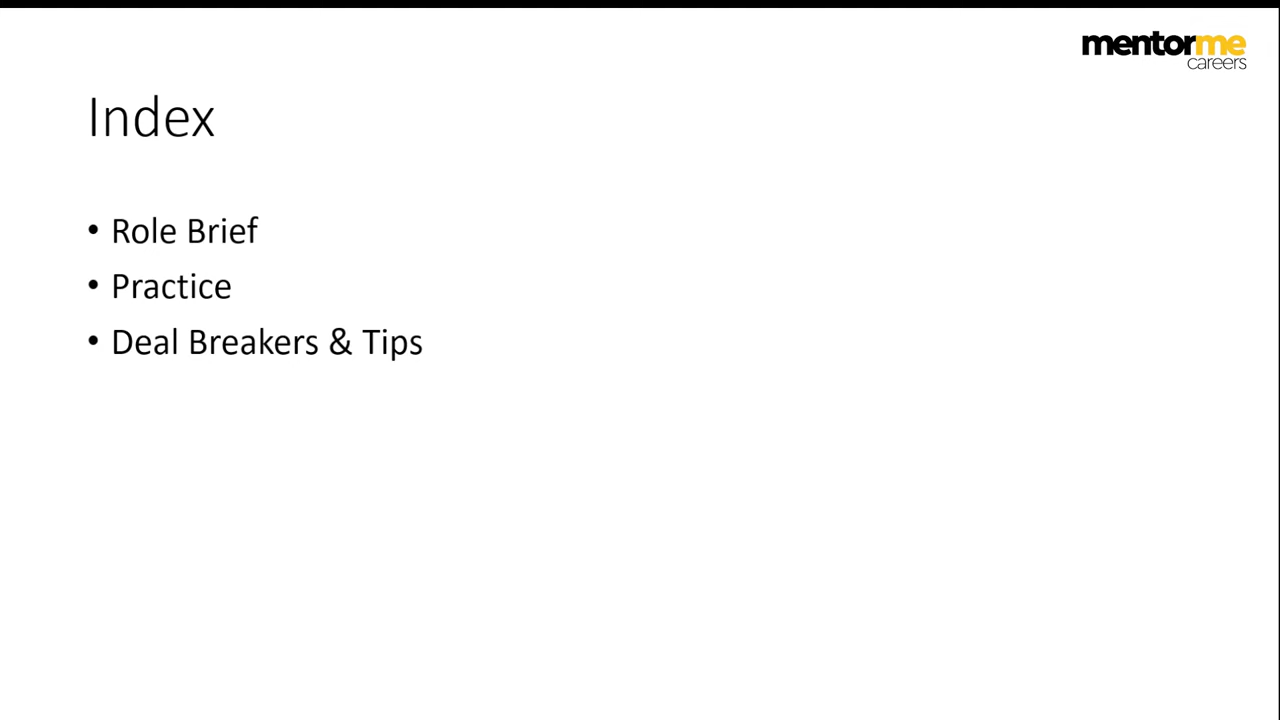 mentorme
careers
Index
• Role Brief
• Practice
• Deal Breakers & Tips